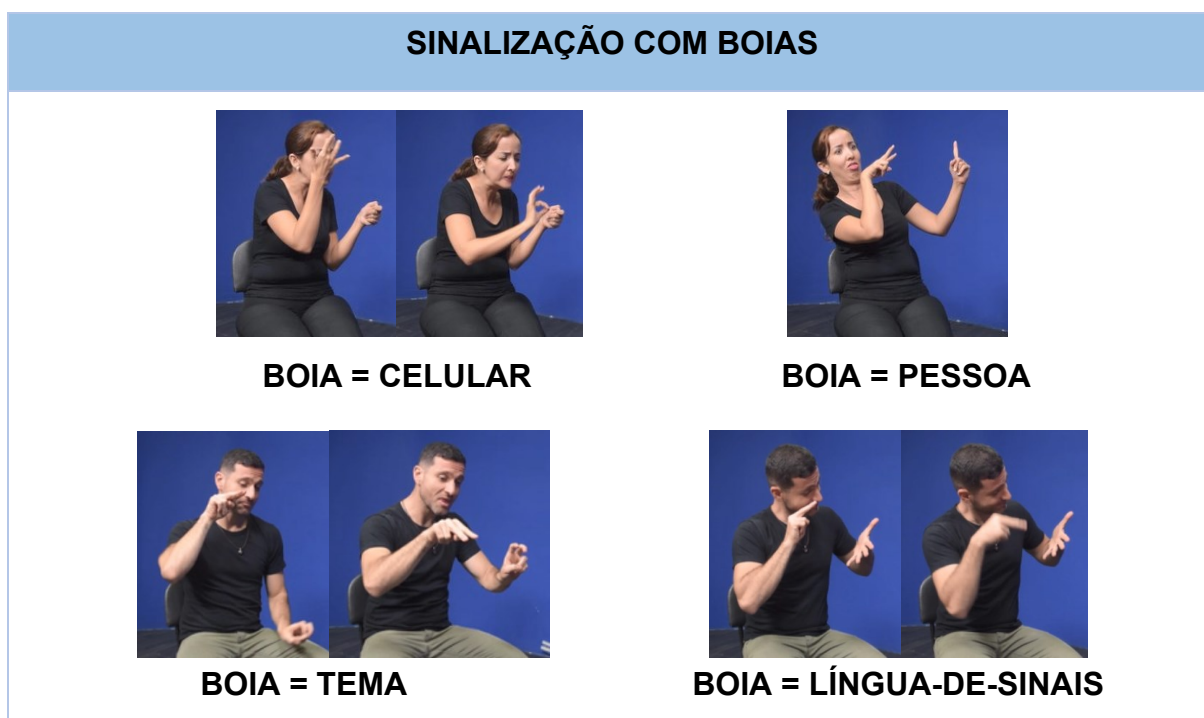 SINALIZAÇÃO COM BOIAS
BOIA = CELULAR
BOIA = PESSOA
BOIA = TEMA
BOIA = LÍNGUA-DE-SINAIS